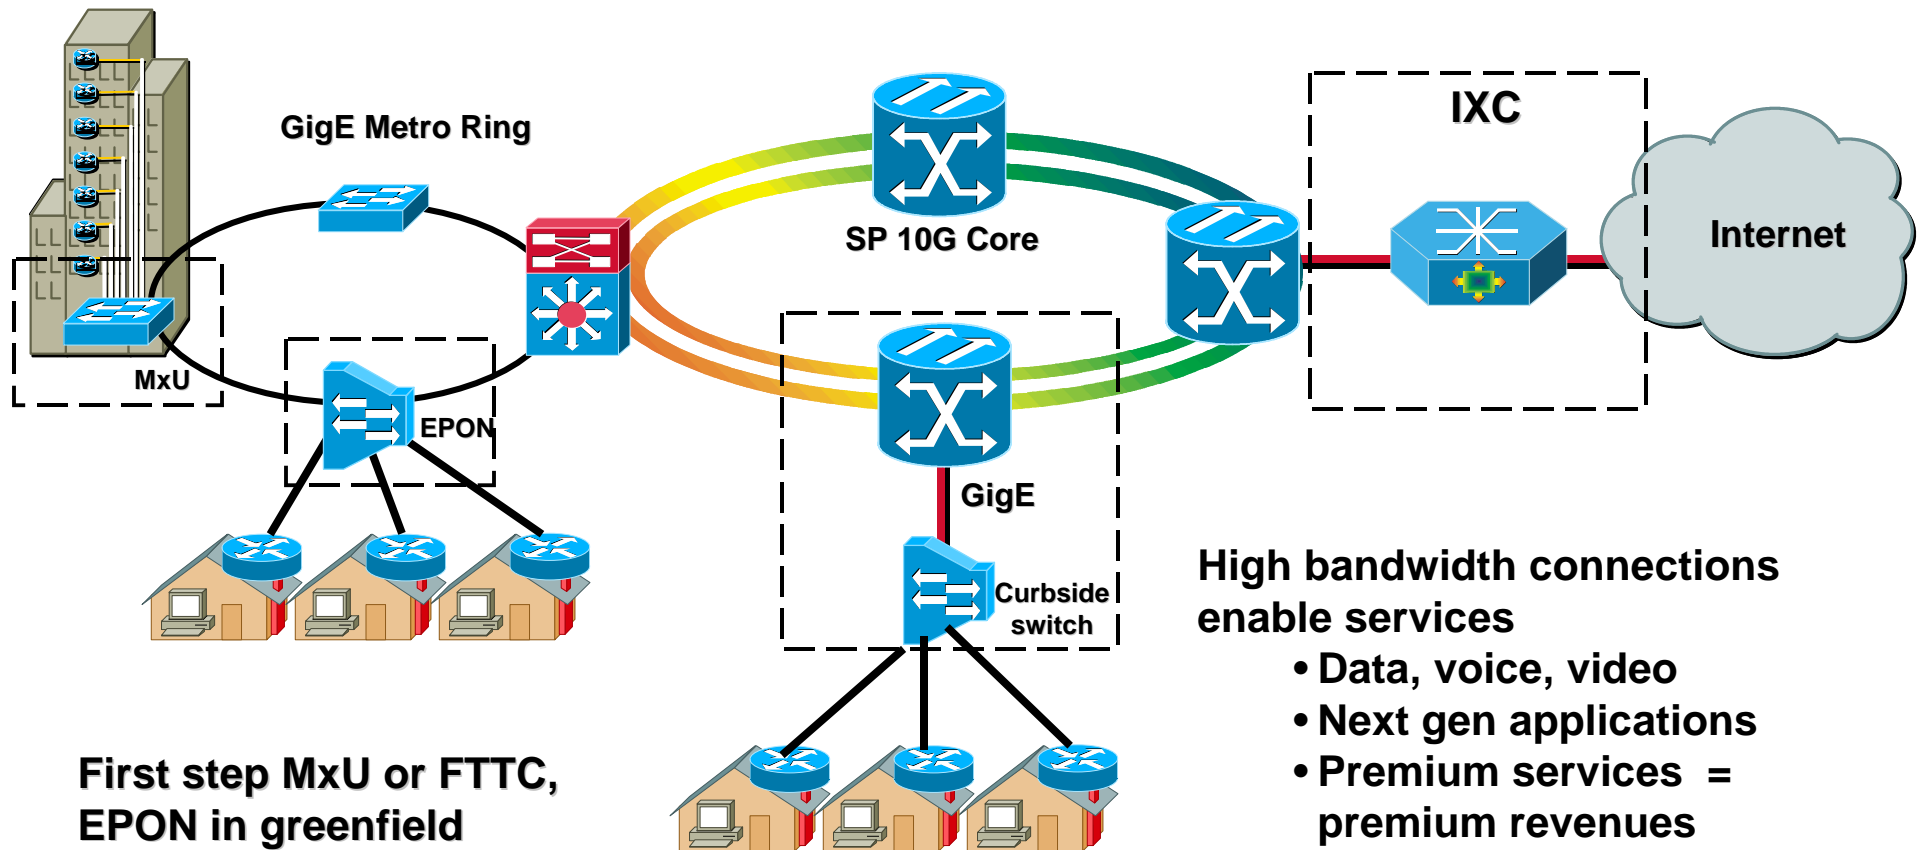 GigE Metro Ring
IXC
SP 10G Core
Internet
MxU
EPON
GigE
Curbside
switch
High bandwidth connections
enable services
• Data, voice, video
• Next gen applications
• Premium services =
premium revenues
First step MxU or FTTC,
EPON in greenfield